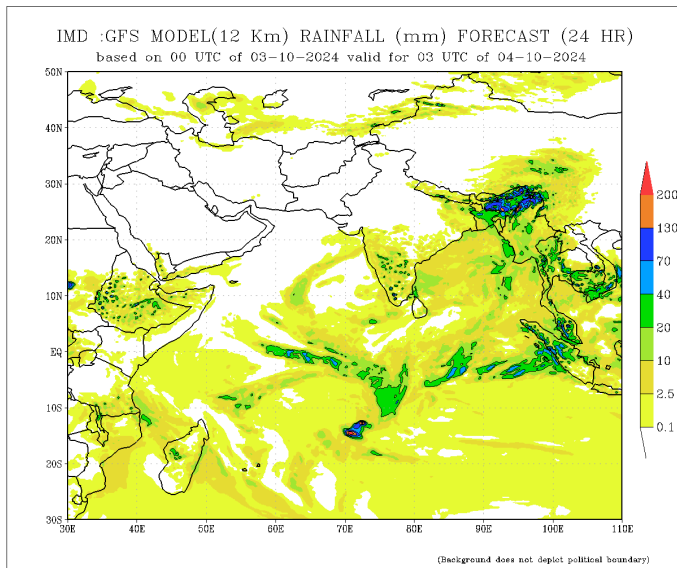 IMD :GFS MODEL(12 Km) RAINFALL (mm) FORECAST (24 HR)
based on 00 UTC of 03-10-2024 valid for 03 UTC of 04-10-2024
50N
40N
30N
20N
10N
EQ
10S
20S
30S
30E 40E 50E 60E 70E 80E 90E 100E 110E
200
130
70
40
20
10
2.5
0.1
(Background does not depict political boundary)